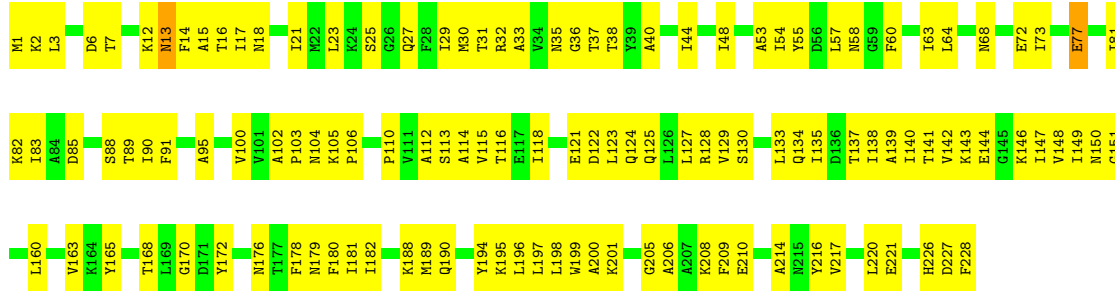 M1 K2 L3 D6 T7 K12 N13 F14 A15 T16 I17 N18 I21 M22 L23 K24 S25 G26 Q27 F28 I29 M30 T31 R32 A33 V34 N35 G36 T37 T38 Y39 A40 I44 I48 A53 I54 Y55 D56 L57 N58 G59 F60 I63 L64 N68 E72 I73 E77 I81
K82 I83 A84 D85 S88 T89 I90 F91 A95 V100 V101 A102 P103 N104 K105 P106 P110 V111 A112 S113 A114 V115 T116 E117 I118 E121 D122 L123 Q124 Q125 L126 L127 R128 V129 S130 L133 Q134 I135 D136 T137 I138 A139 I140 T141 V142 K143 E144 G145 K146 I147 V148 I149 N150
L160 V163 K164 Y165 T168 L169 G170 D171 Y172 N176 T177 F178 N179 F180 I181 I182 K188 M189 Q190 Y194 K195 L196 L197 L198 W199 A200 K201 G205 A206 A207 K208 F209 E210 A214 N215 Y216 V217 L220 E221 H226 D227 F228